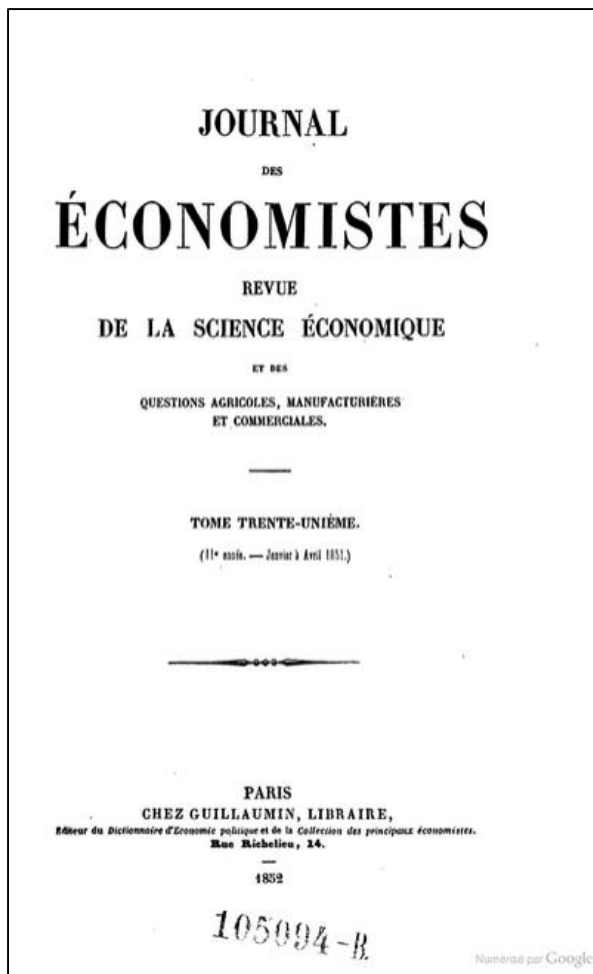 JOURNAL
DES
ÉCONOMISTES
REVUE
DE LA SCIENCE ÉCONOMIQUE
ET DES
QUESTIONS AGRICOLES, MANUFACTURIÈRES
ET COMMERCIALES.
TOME TRENTE-UNIÈME.
(11e année. — Janvier à Avril 1851.)
PARIS
CHEZ GUILLAUMIN, LIBRAIRE,
Éditeur du Dictionnaire d'Économie politique et de la Collection des principaux économistes.
Rue Richelieu, 14.
1852
105094-R
Numérisé par Google